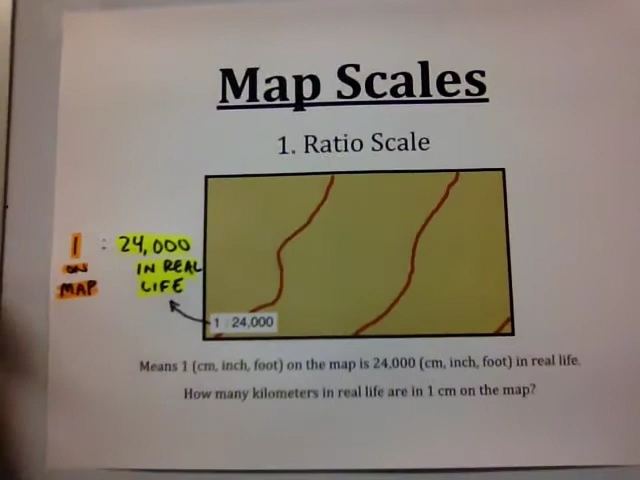 Map Scales
1. Ratio Scale
1 : 24,000
ON IN REAL
MAP LIFE
1 : 24,000
Means 1 (cm, inch, foot) on the map is 24,000 (cm, inch, foot) in real life.
How many kilometers in real life are in 1 cm on the map?